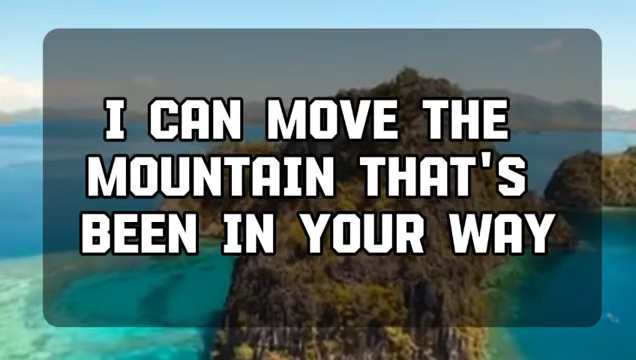 I CAN MOVE THE
MOUNTAIN THAT'S
BEEN IN YOUR WAY